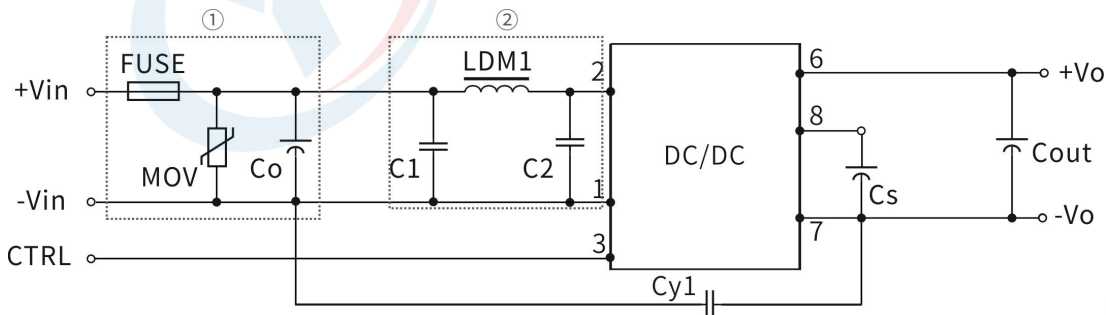 ① ②
FUSE LDM1
+Vin 2 6 +Vo
8
MOV Co C1 C2 DC/DC Cout
-Vin 1 Cs -Vo
7
CTRL 3
Cy1